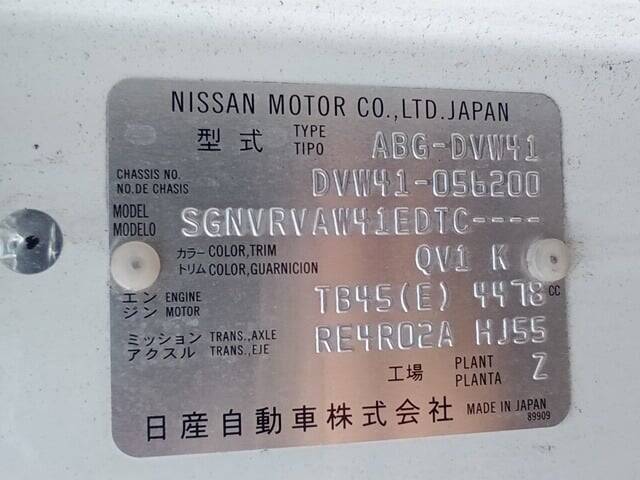 NISSAN MOTOR CO.,LTD.JAPAN
型式 TYPE TIPO ABG-DVW41
CHASSIS NO. NO.DE CHASIS DVW41-056200
MODEL MODELO SGNVRVAW41EDTC----
カラー COLOR,TRIM トリム COLOR,GUARNICION QV1 K
エンジン ENGINE MOTOR TB45(E) 4478 CC
ミッション TRANS.,AXLE アクスル TRANS.,EJE RE4R02A HJ55
工場 PLANT PLANTA Z
日産自動車株式会社 MADE IN JAPAN
89909